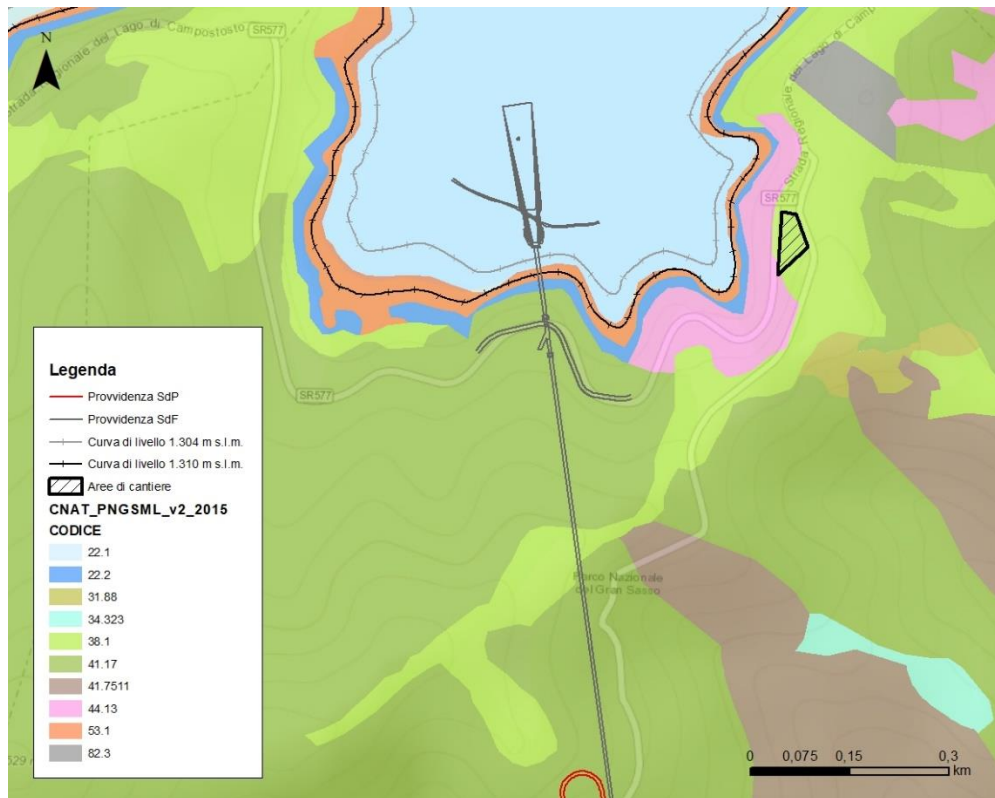 Strada Regionale del Lago di Campostosto
SR577
Strada Regionale del Lago di Campo
N
SR577
SR577
Parco Nazionale
del Gran Sasso
Legenda
Provvidenza SdP
Provvidenza SdF
Curva di livello 1.304 m s.l.m.
Curva di livello 1.310 m s.l.m.
Aree di cantiere
CNAT_PNGSML_v2_2015
CODICE
22.1
22.2
31.88
34.323
38.1
41.17
41.7511
44.13
53.1
82.3
0 0,075 0,15 0,3
km